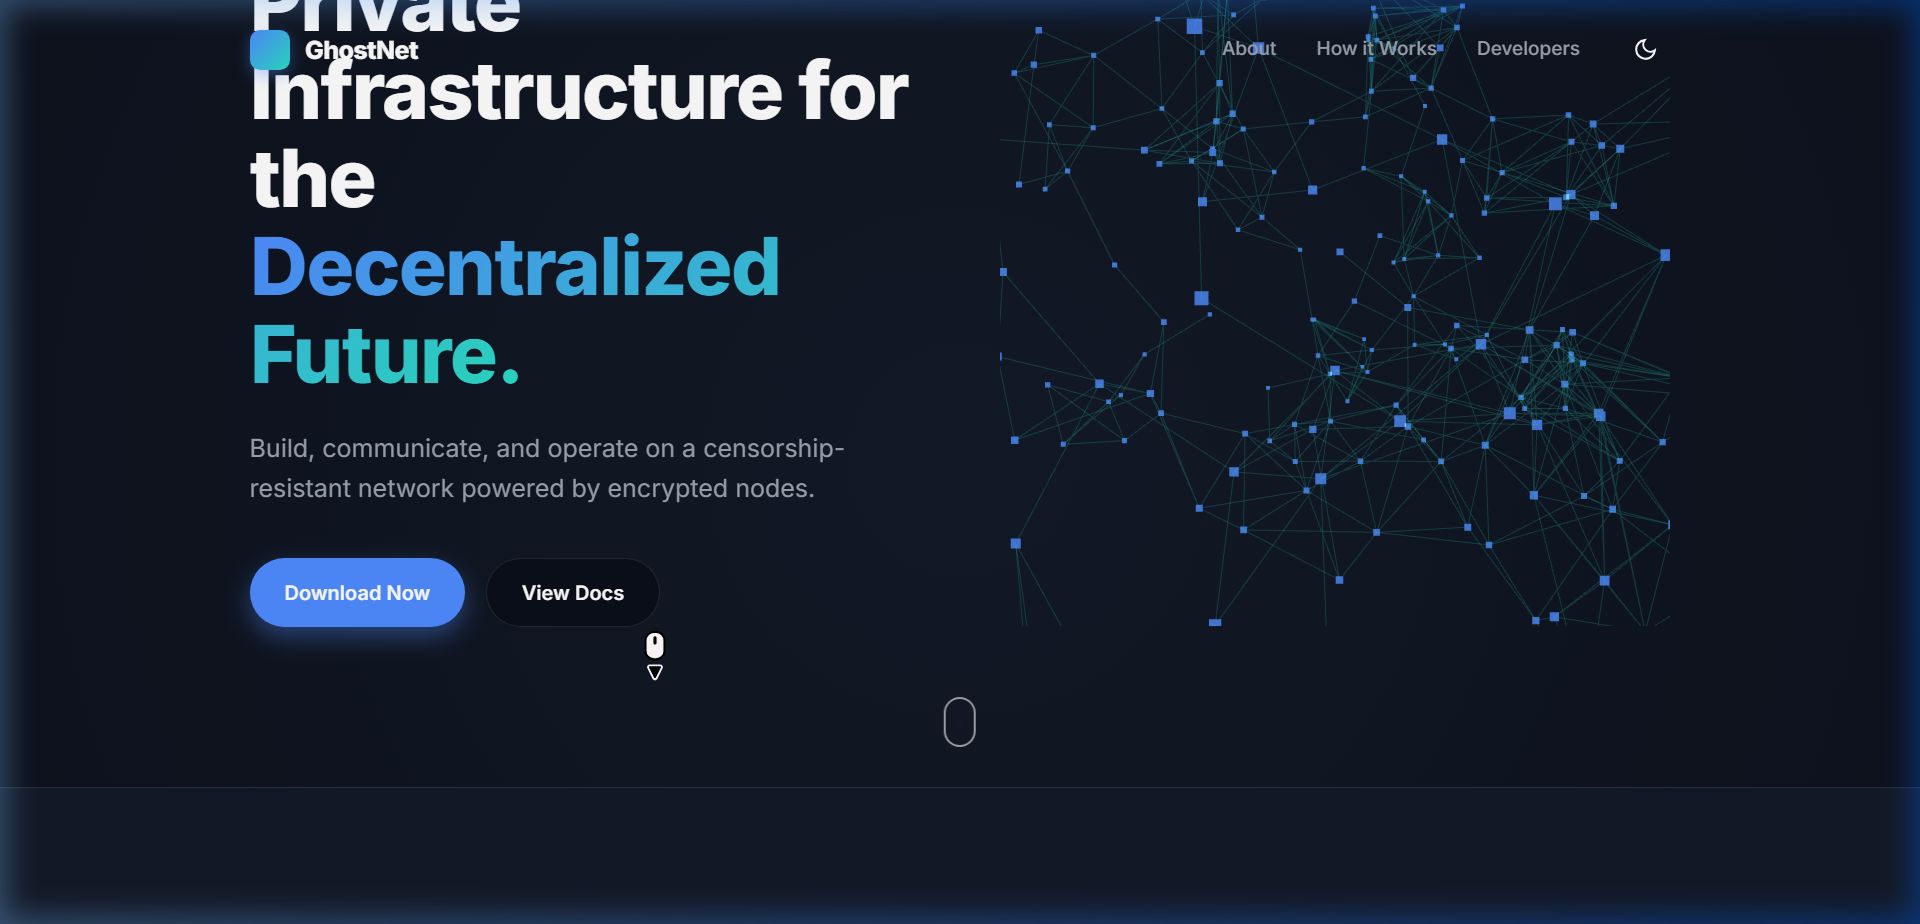 Private
GhostNet
About
How it Works
Developers
Infrastructure for
the
Decentralized
Future.
Build, communicate, and operate on a censorship-
resistant network powered by encrypted nodes.
Download Now
View Docs